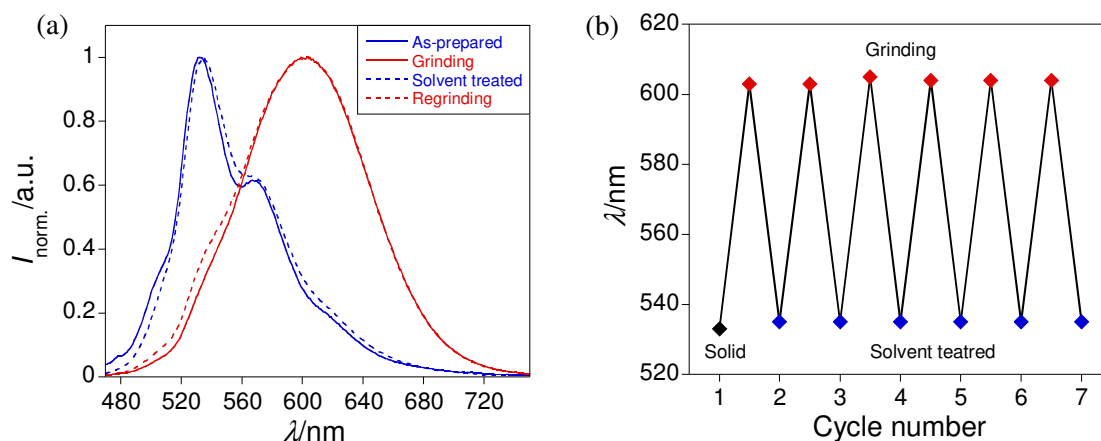 (a)
As-prepared
Grinding
Solvent treated
Regrinding
1
0.8
0.6
0.4
0.2
0
I norm./a.u.
480 520 560 600 640 680 720
λ/nm
(b)
620
600
580
560
540
520
λ/nm
Grinding
Solid
Solvent teatred
1 2 3 4 5 6 7
Cycle number